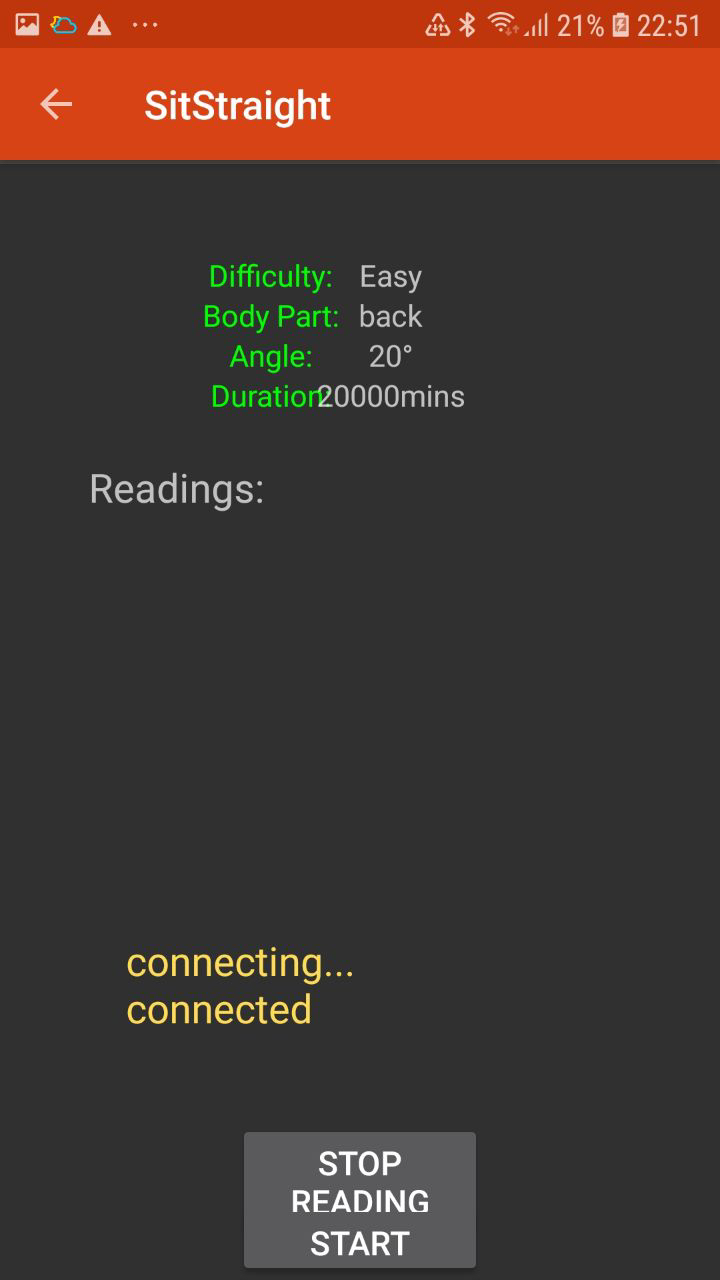 21% 22:51
SitStraight
Difficulty: Easy
Body Part: back
Angle: 20°
Duration: 20000mins
Readings:
connecting...
connected
STOP
READING
START